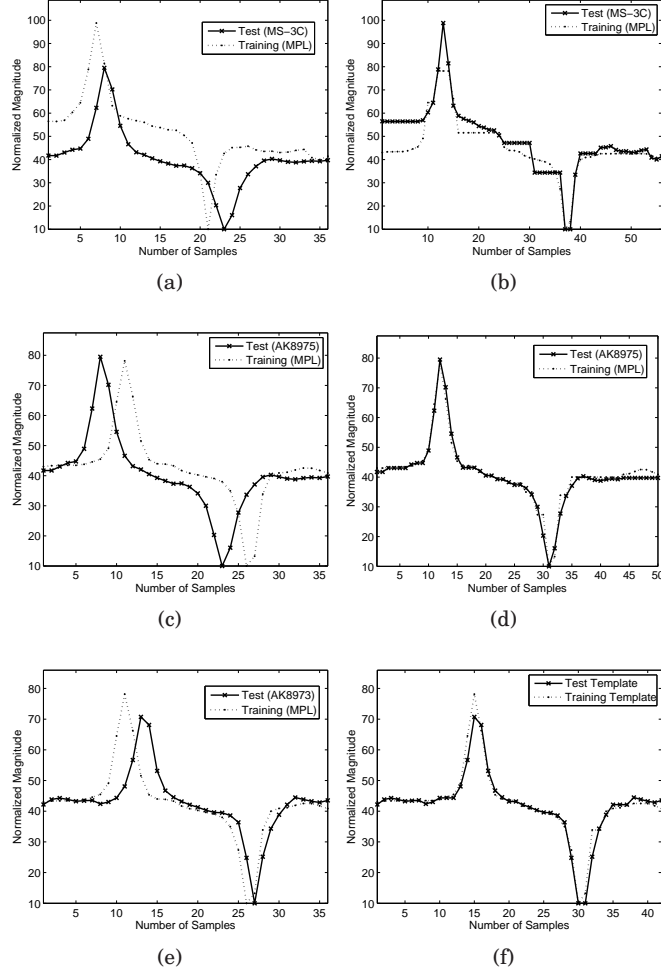 100
90
80
70
60
50
40
30
20
10
Normalized Magnitude
Test (MS-3C)
Training (MPL)
5 10 15 20 25 30 35
Number of Samples
(a)
100
90
80
70
60
50
40
30
20
10
Normalized Magnitude
Test (MS-3C)
Training (MPL)
10 20 30 40 50
Number of Samples
(b)
80
70
60
50
40
30
20
10
Normalized Magnitude
Test (AK8975)
Training (MPL)
5 10 15 20 25 30 35
Number of Samples
(c)
80
70
60
50
40
30
20
10
Normalized Magnitude
Test (AK8975)
Training (MPL)
5 10 15 20 25 30 35 40 45 50
Number of Samples
(d)
80
70
60
50
40
30
20
10
Normalized Magnitude
Test (AK8973)
Training (MPL)
5 10 15 20 25 30 35
Number of Samples
(e)
80
70
60
50
40
30
20
10
Normalized Magnitude
Test Template
Training Template
5 10 15 20 25 30 35 40
Number of Samples
(f)